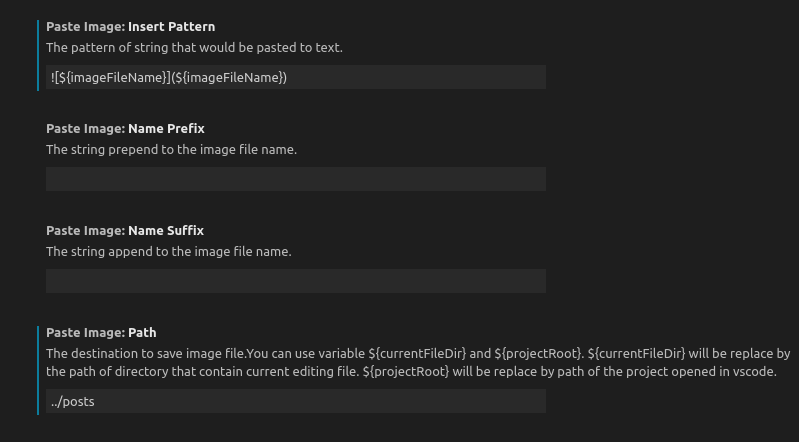 Paste Image: Insert Pattern
The pattern of string that would be pasted to text.
![${imageFileName}](${imageFileName})
Paste Image: Name Prefix
The string prepend to the image file name.
Paste Image: Name Suffix
The string append to the image file name.
Paste Image: Path
The destination to save image file.You can use variable ${currentFileDir} and ${projectRoot}. ${currentFileDir} will be replace by
the path of directory that contain current editing file. ${projectRoot} will be replace by path of the project opened in vscode.
../posts